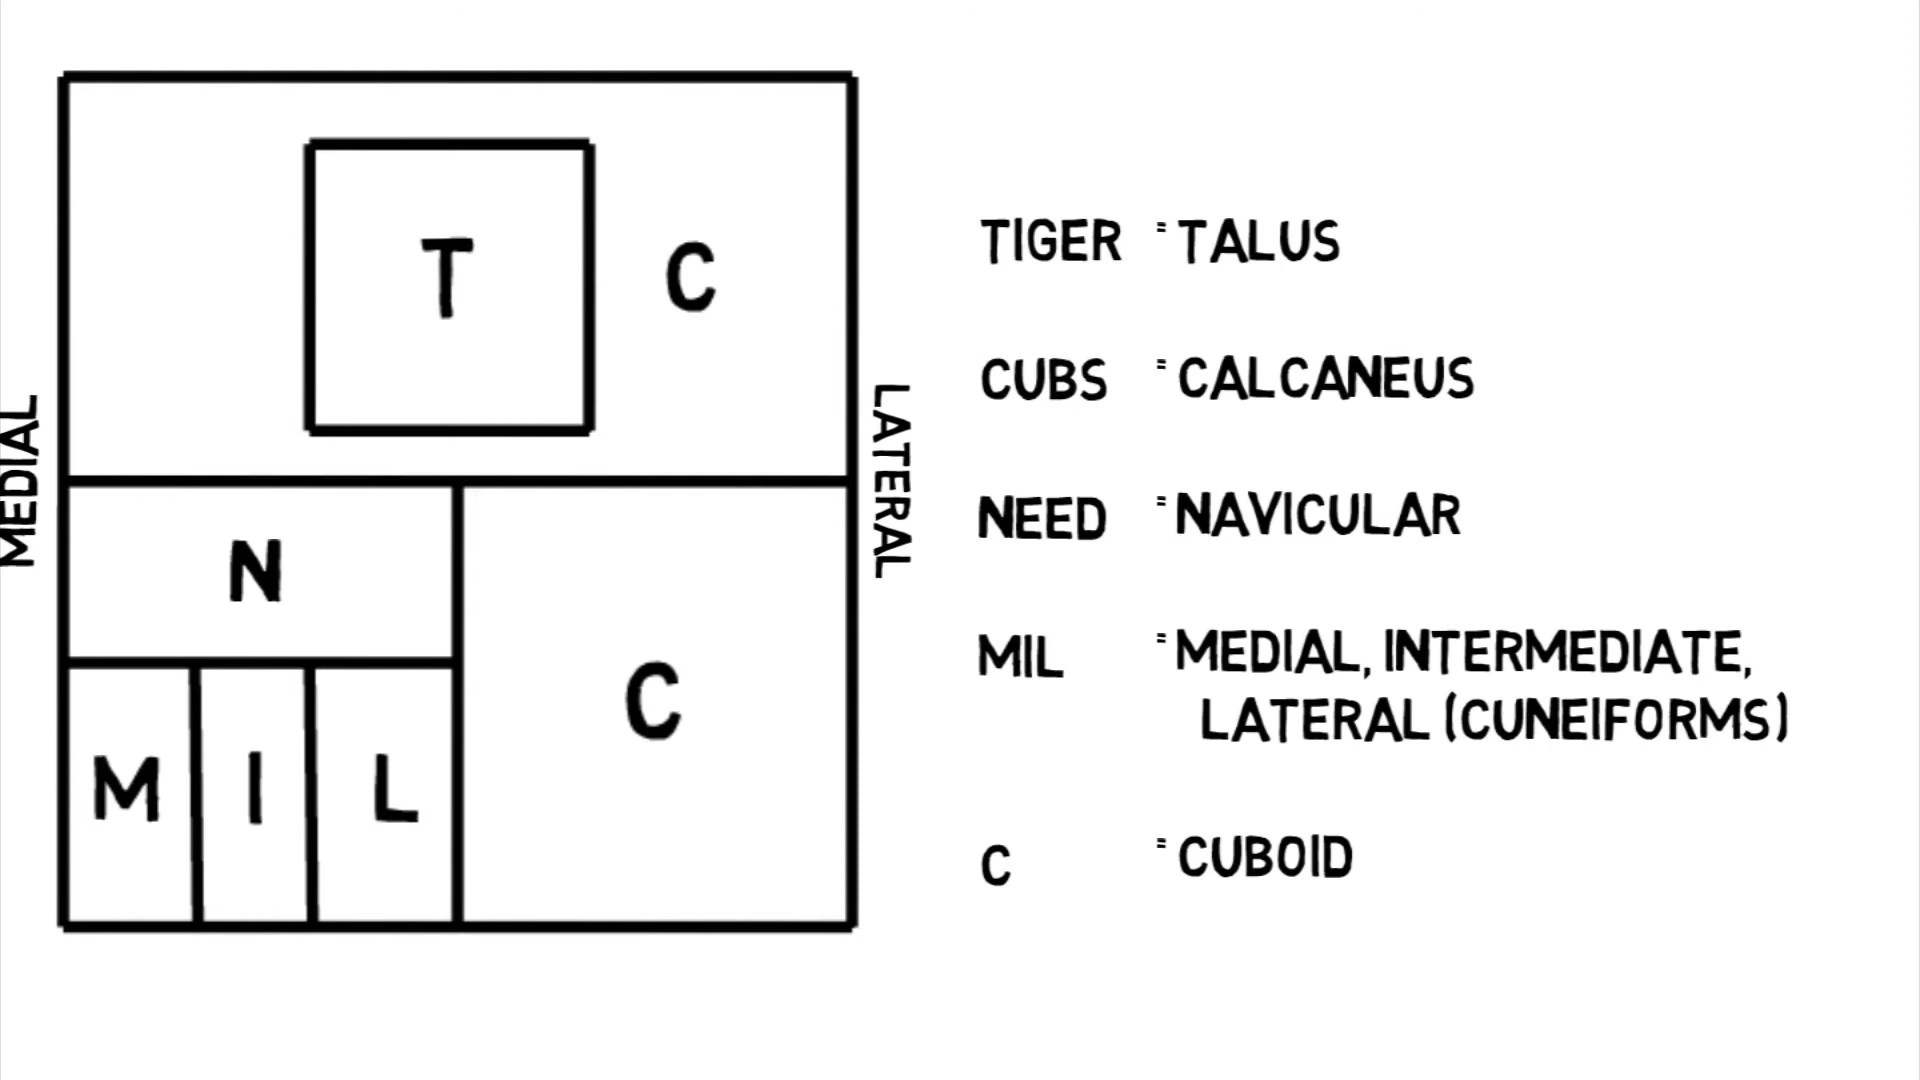 T
C
MEDIAL
LATERAL
N
C
M I L
TIGER = TALUS
CUBS = CALCANEUS
NEED = NAVICULAR
MIL = MEDIAL, INTERMEDIATE,
LATERAL (CUNEIFORMS)
C = CUBOID